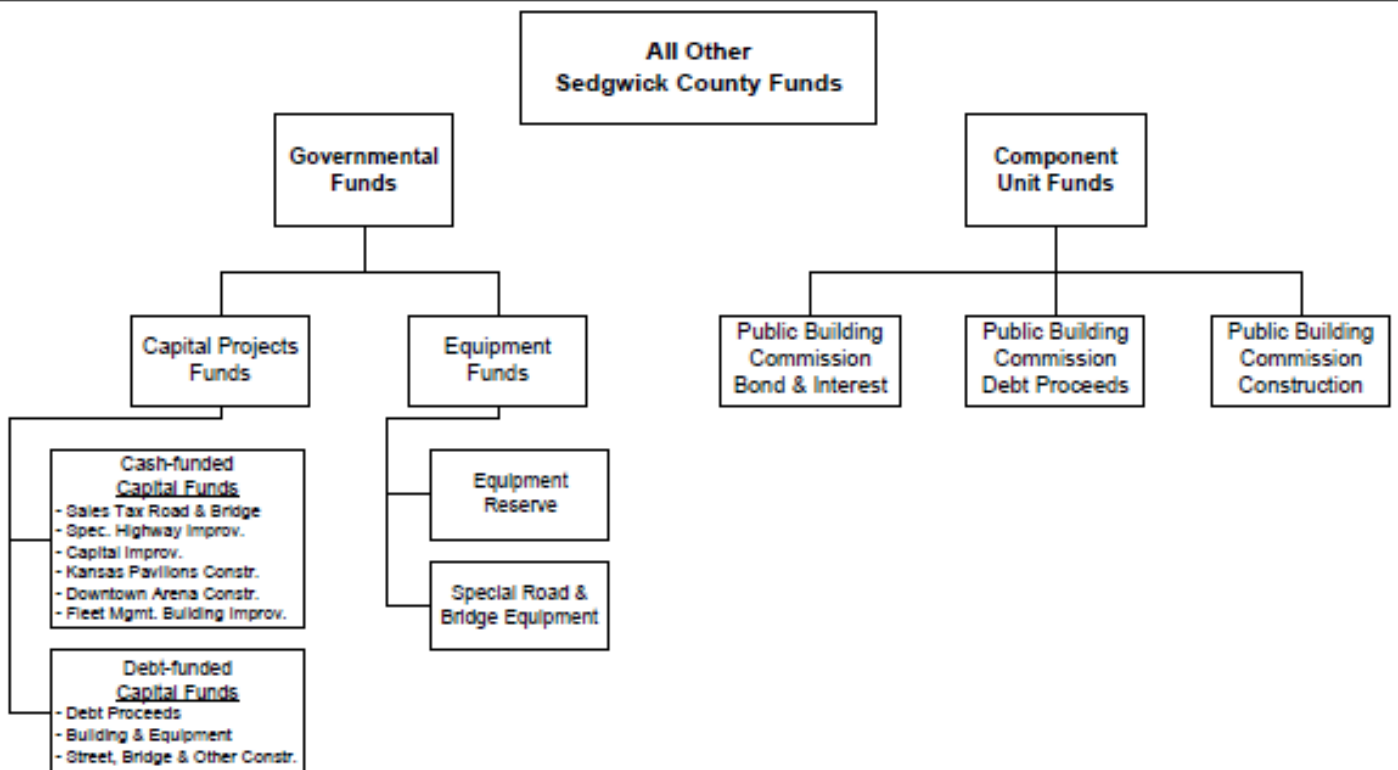 All Other
Sedgwick County Funds
Governmental
Funds
Component
Unit Funds
Capital Projects
Funds
Equipment
Funds
Public Building
Commission
Bond & Interest
Public Building
Commission
Debt Proceeds
Public Building
Commission
Construction
Cash-funded
Capital Funds
- Sales Tax Road & Bridge
- Spec. Highway Improv.
- Capital Improv.
- Kansas Pavilions Constr.
- Downtown Arena Constr.
- Fleet Mgmt. Building Improv.
Equipment
Reserve
Special Road &
Bridge Equipment
Debt-funded
Capital Funds
- Debt Proceeds
- Building & Equipment
- Street, Bridge & Other Constr.